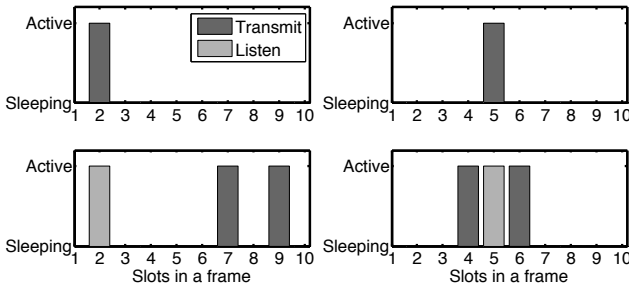 Active
Sleeping
1 2 3 4 5 6 7 8 9 10
Transmit
Listen
Active
Sleeping
1 2 3 4 5 6 7 8 9 10
Active
Sleeping
1 2 3 4 5 6 7 8 9 10
Slots in a frame
Active
Sleeping
1 2 3 4 5 6 7 8 9 10
Slots in a frame